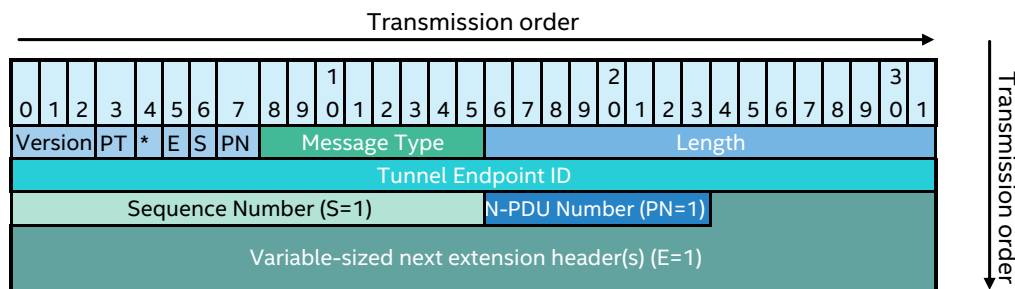 Transmission order
1 2 3
0 1 2 3 4 5 6 7 8 9 0 1 2 3 4 5 6 7 8 9 0 1 2 3 4 5 6 7 8 9 0 1
Version PT * E S PN Message Type Length
Tunnel Endpoint ID
Sequence Number (S=1) N-PDU Number (PN=1)
Variable-sized next extension header(s) (E=1)
Transmission order